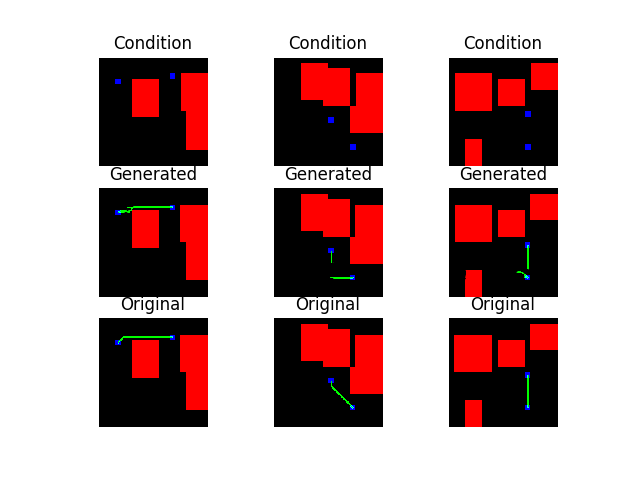 Condition Condition Condition
Generated Generated Generated
Original Original Original